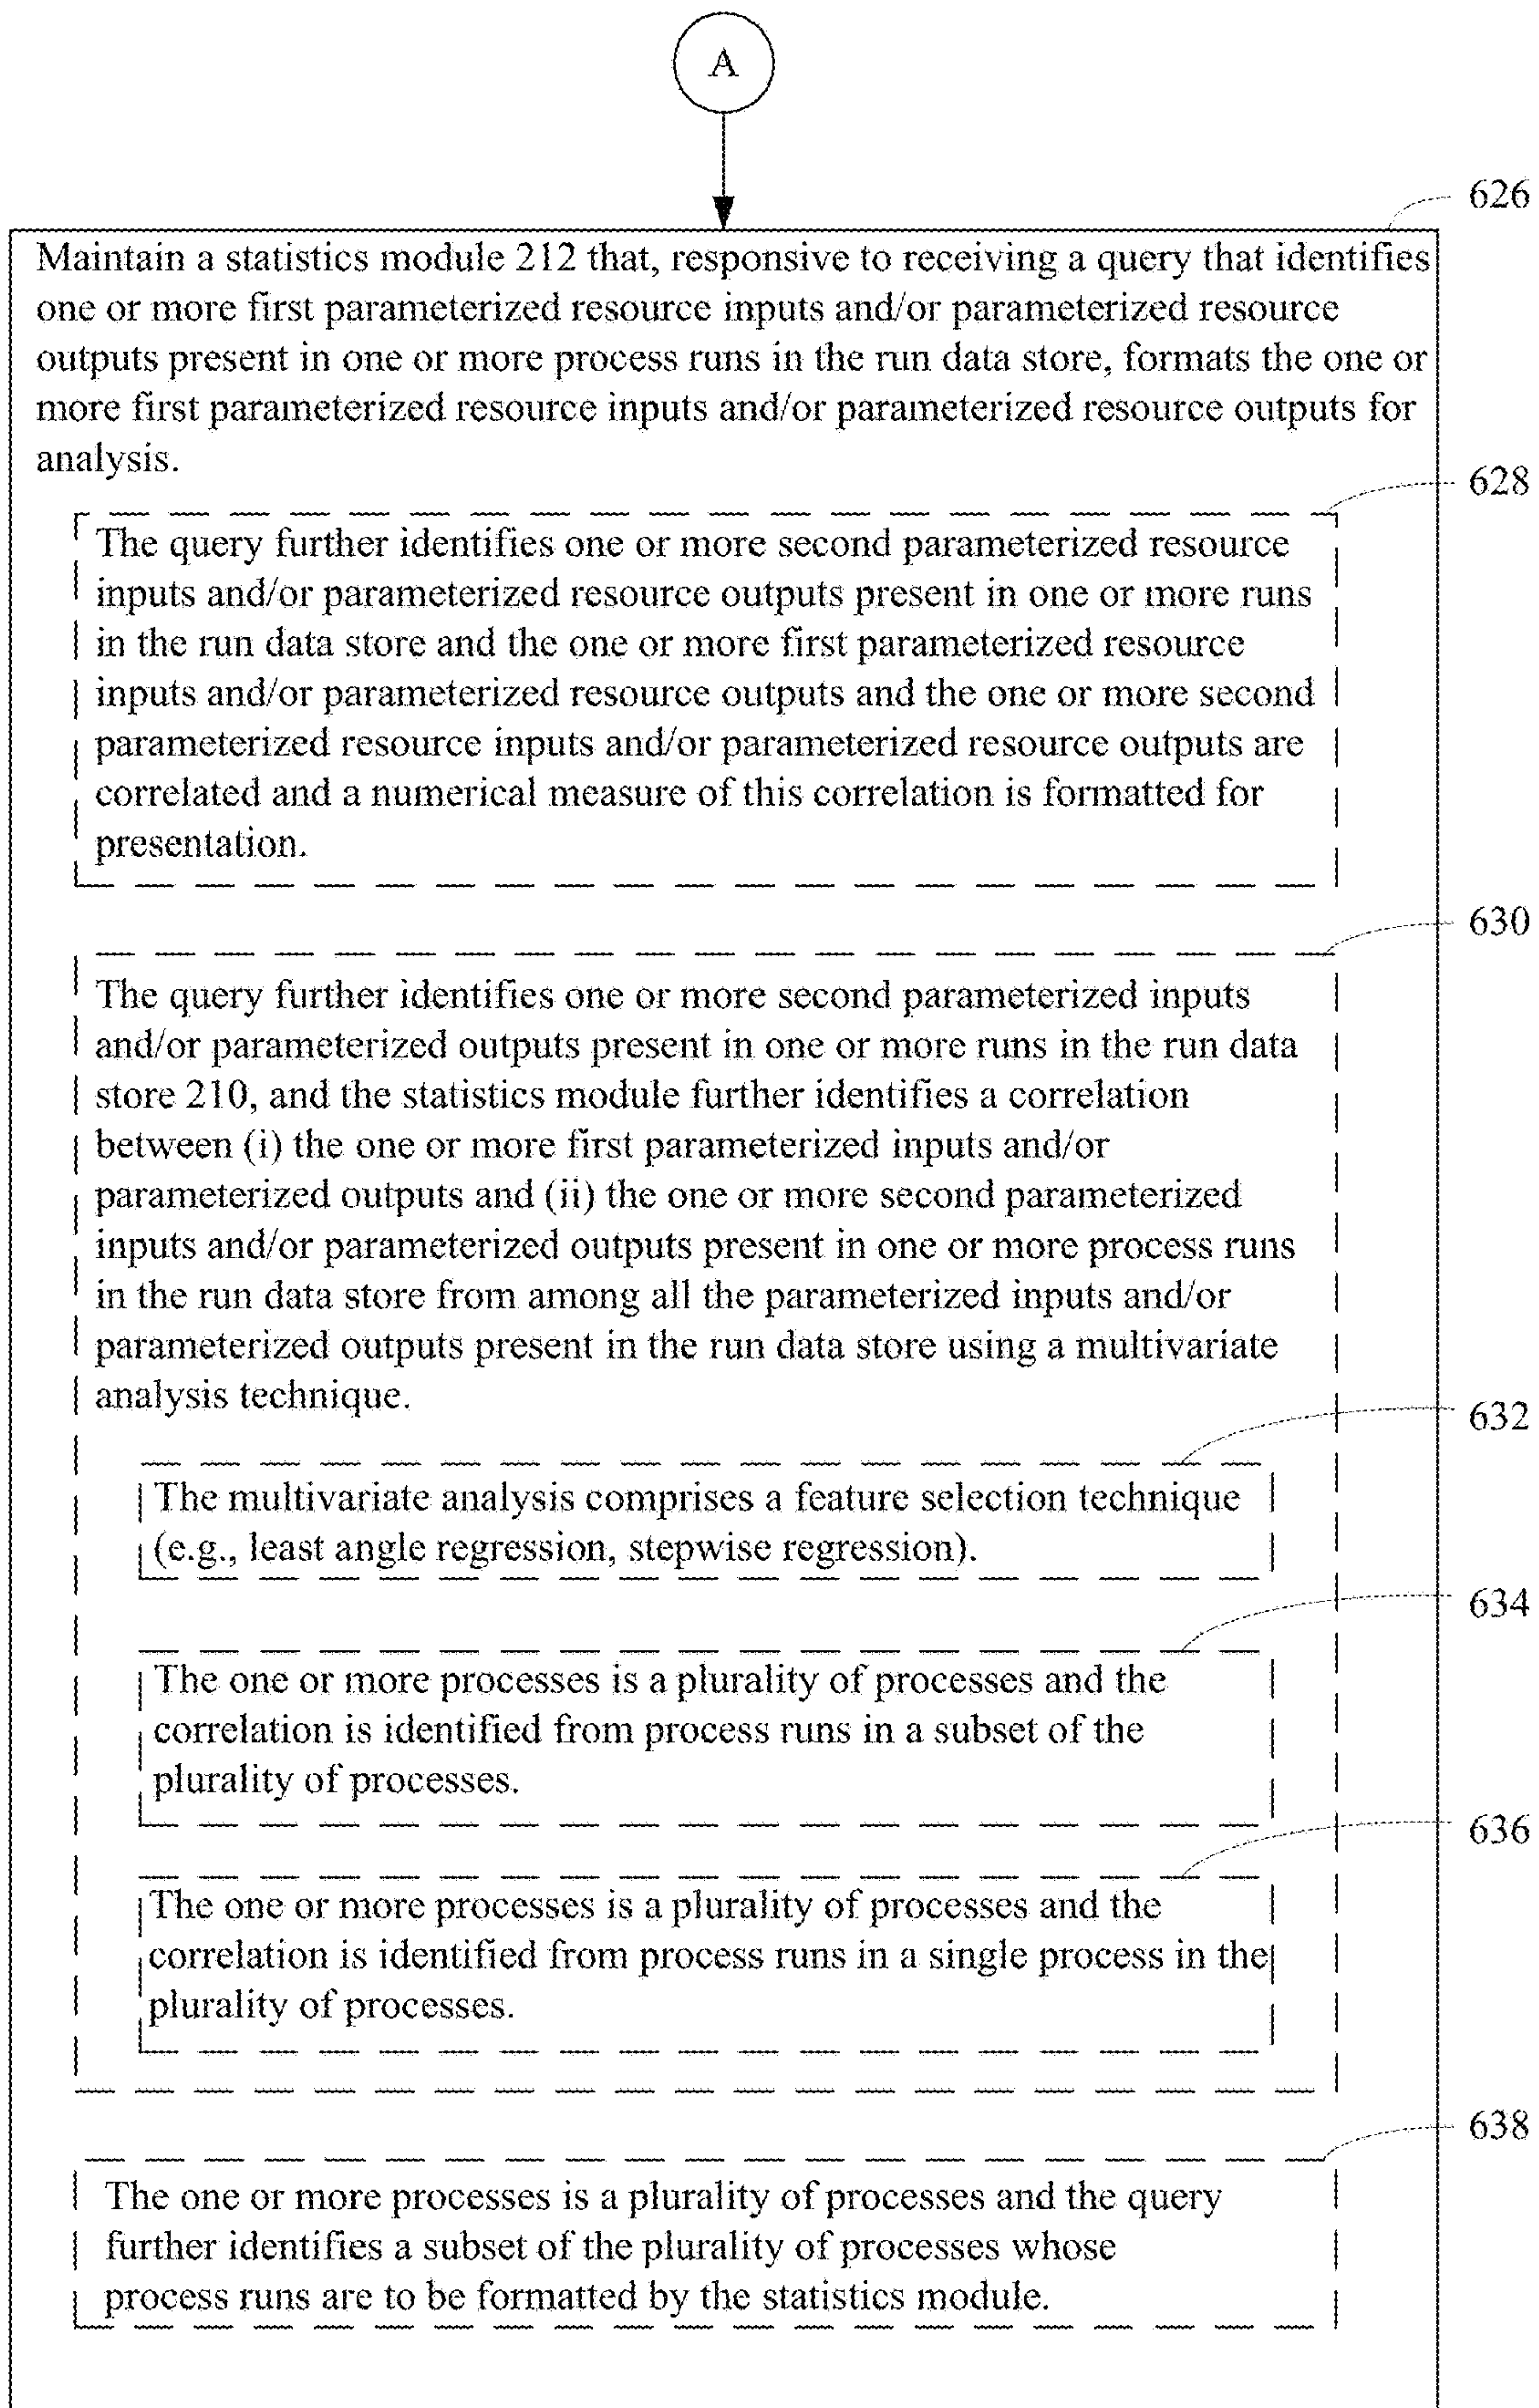 A
626
Maintain a statistics module 212 that, responsive to receiving a query that identifies
one or more first parameterized resource inputs and/or parameterized resource
outputs present in one or more process runs in the run data store, formats the one or
more first parameterized resource inputs and/or parameterized resource outputs for
analysis.
628
The query further identifies one or more second parameterized resource
inputs and/or parameterized resource outputs present in one or more runs
in the run data store and the one or more first parameterized resource
inputs and/or parameterized resource outputs and the one or more second
parameterized resource inputs and/or parameterized resource outputs are
correlated and a numerical measure of this correlation is formatted for
presentation.
630
The query further identifies one or more second parameterized inputs
and/or parameterized outputs present in one or more runs in the run data
store 210, and the statistics module further identifies a correlation
between (i) the one or more first parameterized inputs and/or
parameterized outputs and (ii) the one or more second parameterized
inputs and/or parameterized outputs present in one or more process runs
in the run data store from among all the parameterized inputs and/or
parameterized outputs present in the run data store using a multivariate
analysis technique.
632
The multivariate analysis comprises a feature selection technique
(e.g., least angle regression, stepwise regression).
634
The one or more processes is a plurality of processes and the
correlation is identified from process runs in a subset of the
plurality of processes.
636
The one or more processes is a plurality of processes and the
correlation is identified from process runs in a single process in the
plurality of processes.
638
The one or more processes is a plurality of processes and the query
further identifies a subset of the plurality of processes whose
process runs are to be formatted by the statistics module.